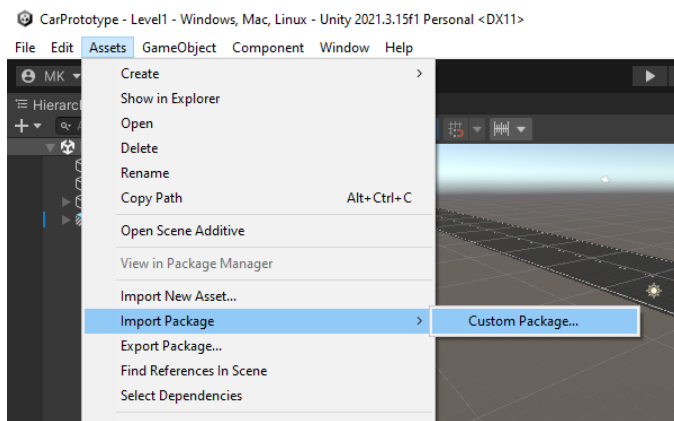 CarPrototype - Level1 - Windows, Mac, Linux - Unity 2021.3.15f1 Personal <DX11>
File Edit Assets GameObject Component Window Help
MK
Create
Hierarc
Show in Explorer
Open
Delete
Rename
Copy Path Alt+Ctrl+C
Open Scene Additive
View in Package Manager
Import New Asset...
Import Package Custom Package...
Export Package...
Find References In Scene
Select Dependencies